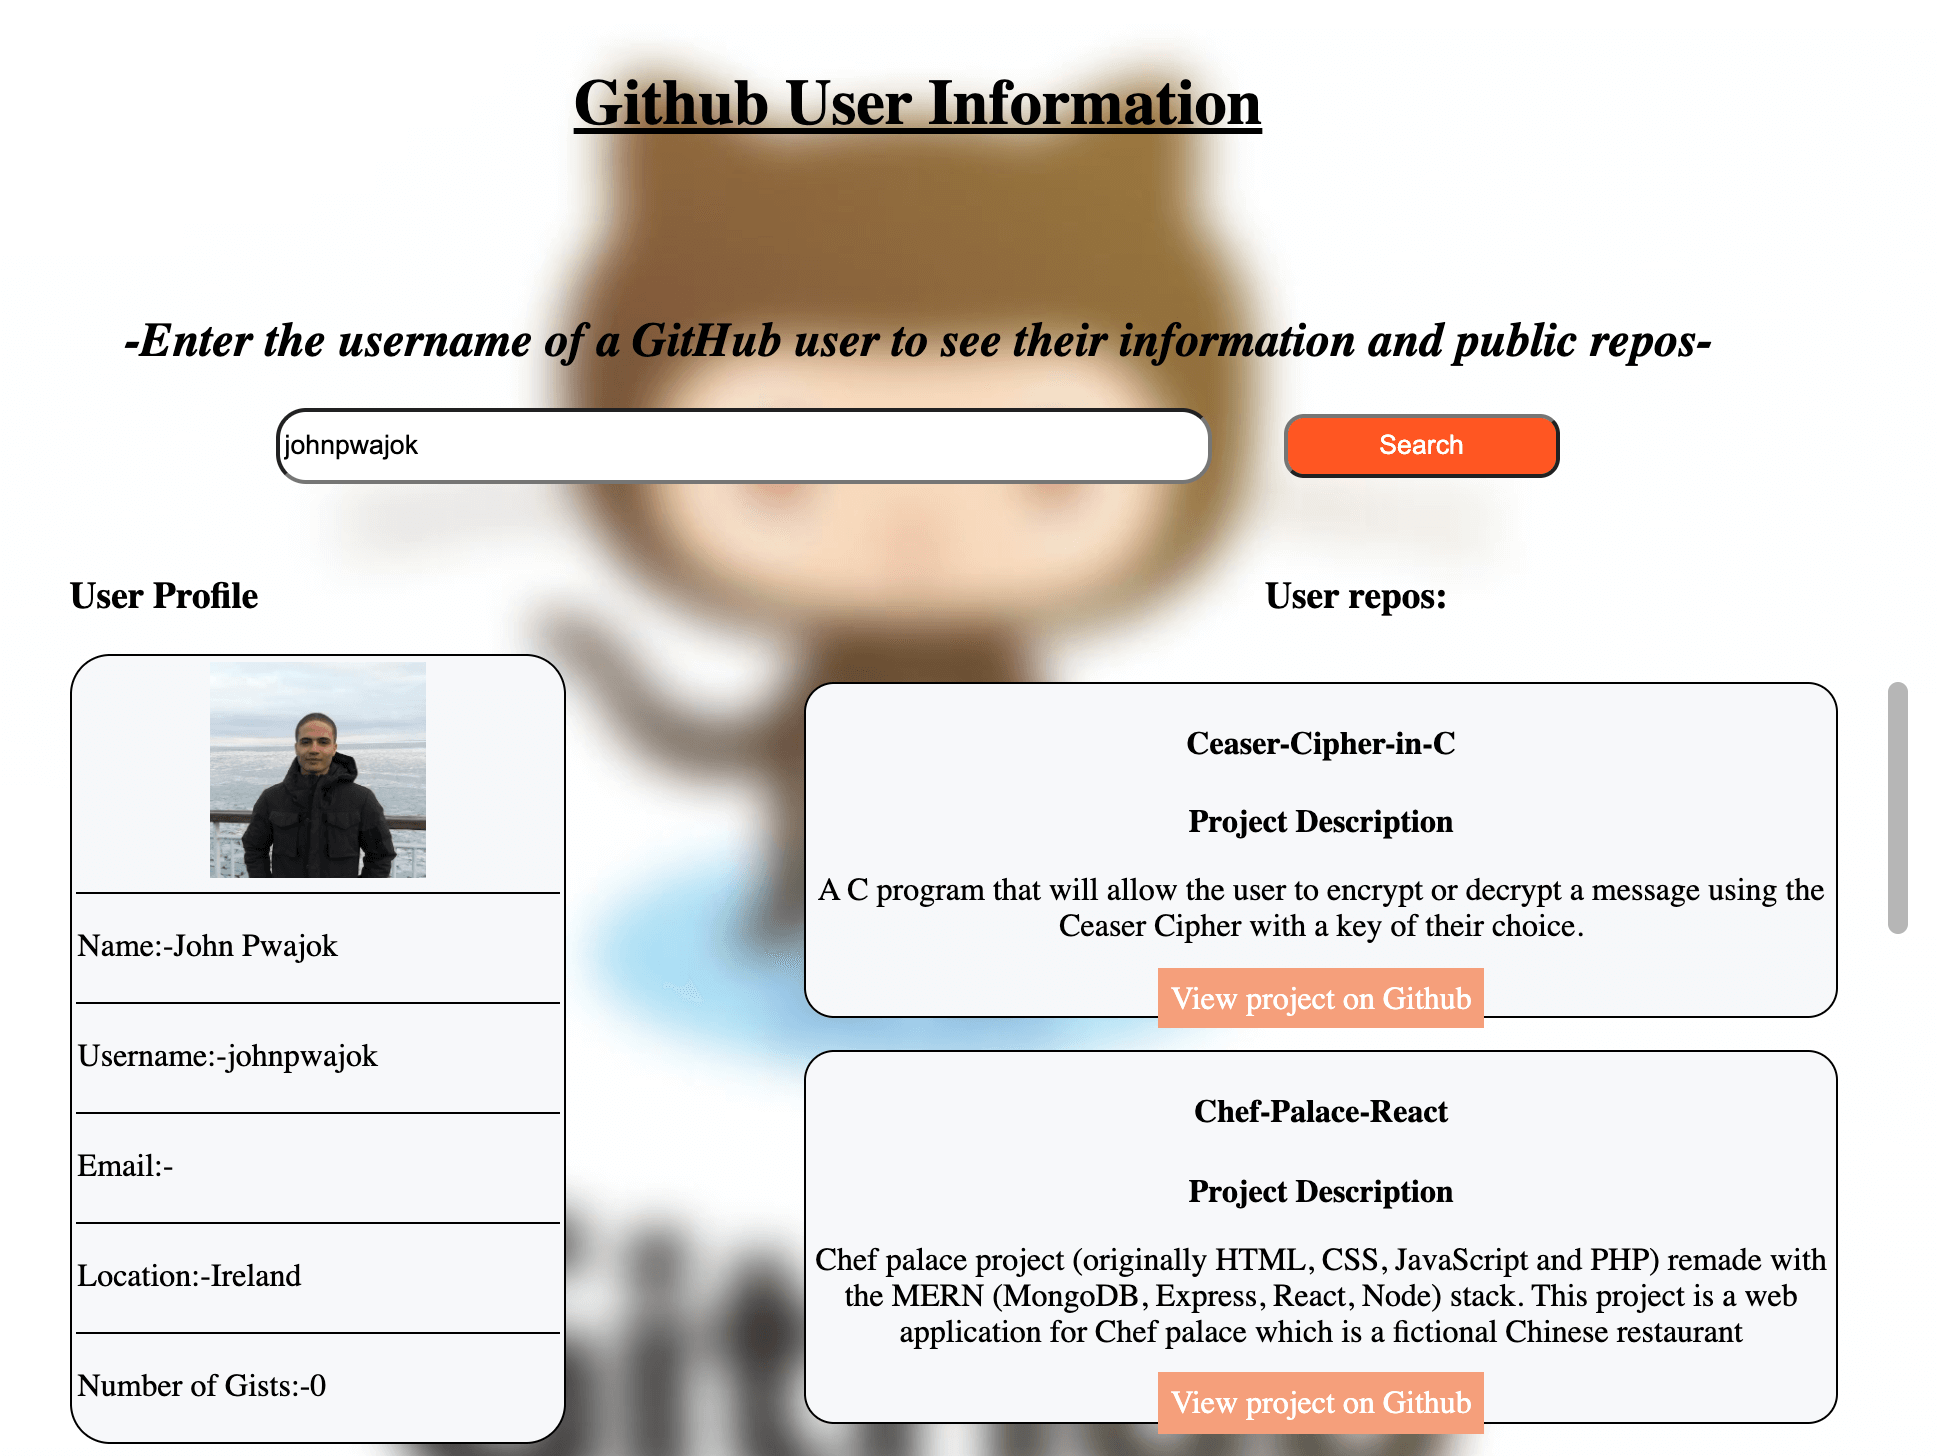 Github User Information
-Enter the username of a GitHub user to see their information and public repos-
johnpwajok
Search
User Profile
Name:-John Pwajok
Username:-johnpwajok
Email:-
Location:-Ireland
Number of Gists:-0
User repos:
Ceaser-Cipher-in-C
Project Description
A C program that will allow the user to encrypt or decrypt a message using the
Ceaser Cipher with a key of their choice.
View project on Github
Chef-Palace-React
Project Description
Chef palace project (originally HTML, CSS, JavaScript and PHP) remade with
the MERN (MongoDB, Express, React, Node) stack. This project is a web
application for Chef palace which is a fictional Chinese restaurant
View project on Github